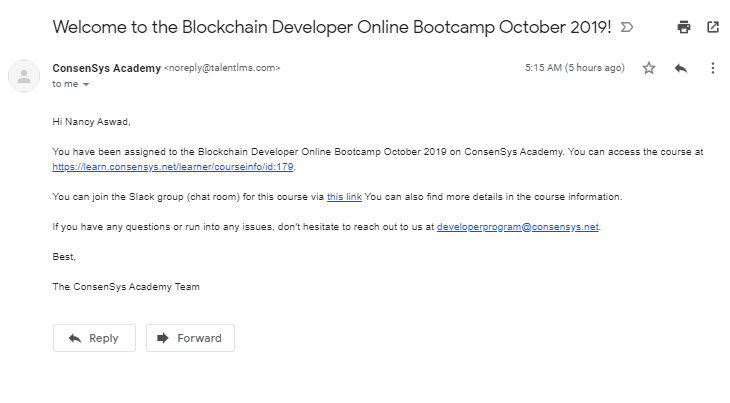 Welcome to the Blockchain Developer Online Bootcamp October 2019!
ConsenSys Academy <noreply@talentlms.com>
5:15 AM (5 hours ago)
to me
Hi Nancy Aswad,
You have been assigned to the Blockchain Developer Online Bootcamp October 2019 on ConsenSys Academy. You can access the course at
https://learn.consensys.net/learner/courseinfo/id:179.
You can join the Slack group (chat room) for this course via this link You can also find more details in the course information.
If you have any questions or run into any issues, don't hesitate to reach out to us at developerprogram@consensys.net.
Best,
The ConsenSys Academy Team
Reply
Forward